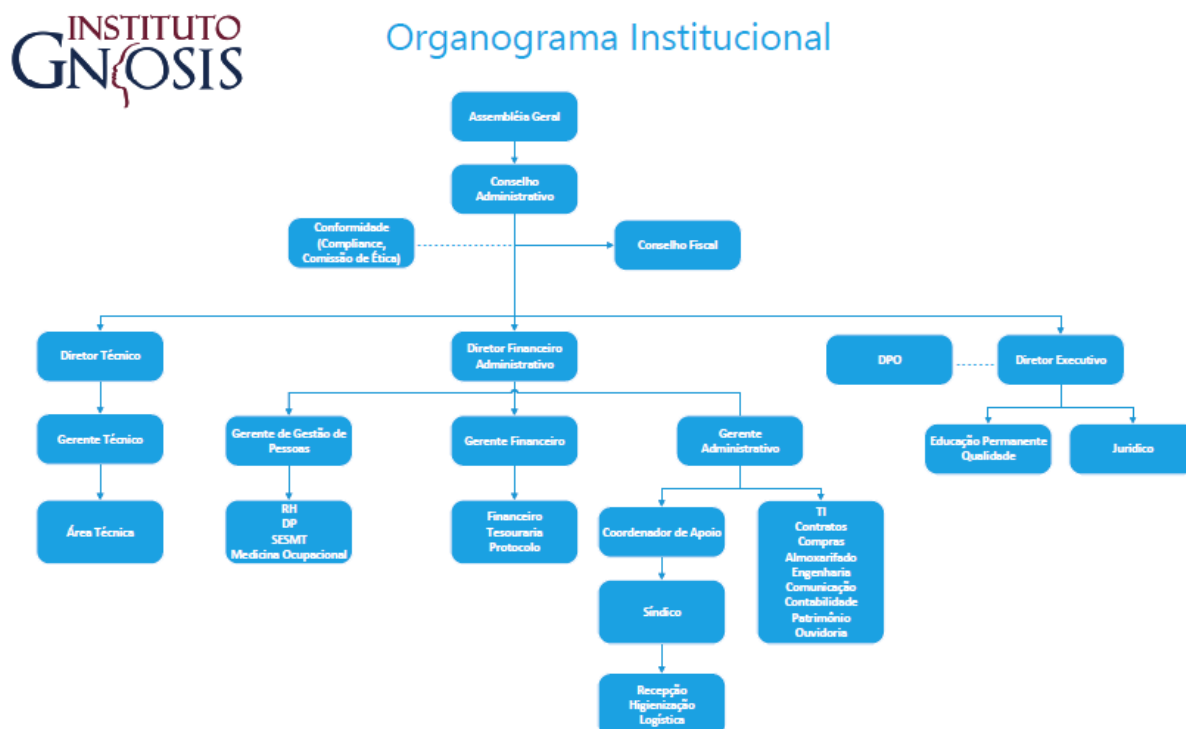 INSTITUTO
GNOSIS
Organograma Institucional
Assembléia Geral
Conselho
Administrativo
Conformidade
(Compliance,
Comissão de Ética)
Conselho Fiscal
Diretor Técnico
Diretor Financeiro
Administrativo
DPO
Diretor Executivo
Gerente Técnico
Gerente de Gestão de
Pessoas
Gerente Financeiro
Gerente
Administrativo
Educação Permanente
Qualidade
Juridico
Área Técnica
RH
DP
SESMT
Medicina Ocupacional
Financeiro
Tesouraria
Protocolo
Coordenador de Apoio
TI
Contratos
Compras
Almoxarifado
Engenharia
Comunicação
Contabilidade
Patrimônio
Ouvidoria
Síndico
Recepção
Higienização
Logística